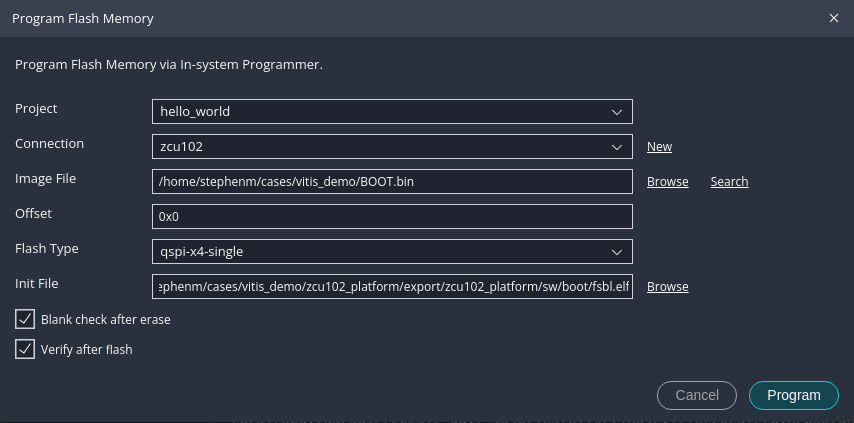 Program Flash Memory
Program Flash Memory via In-system Programmer.
Project hello_world
Connection zcu102 New
Image File /home/stephenm/cases/vitis_demo/BOOT.bin Browse Search
Offset 0x0
Flash Type qspi-x4-single
Init File ephenm/cases/vitis_demo/zcu102_platform/export/zcu102_platform/sw/boot/fsbl.elf Browse
Blank check after erase
Verify after flash
Cancel Program